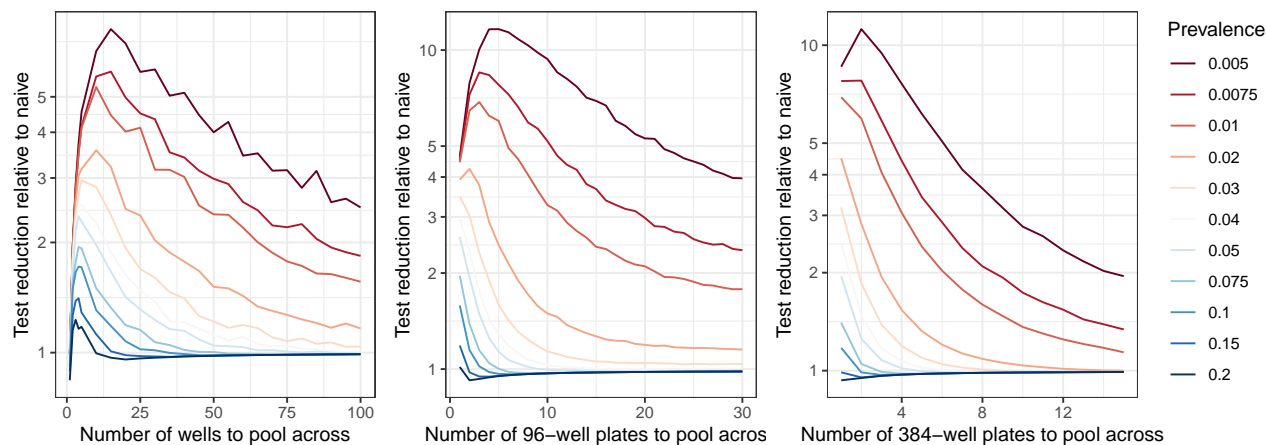 Test reduction relative to naive
5
4
3
2
1
0 25 50 75 100
Number of wells to pool across
Test reduction relative to naive
10
5
4
3
2
1
0 10 20 30
Number of 96−well plates to pool acros
Test reduction relative to naive
10
5
4
3
2
1
4 8 12
Number of 384−well plates to pool across
Prevalence
0.005
0.0075
0.01
0.02
0.03
0.04
0.05
0.075
0.1
0.15
0.2